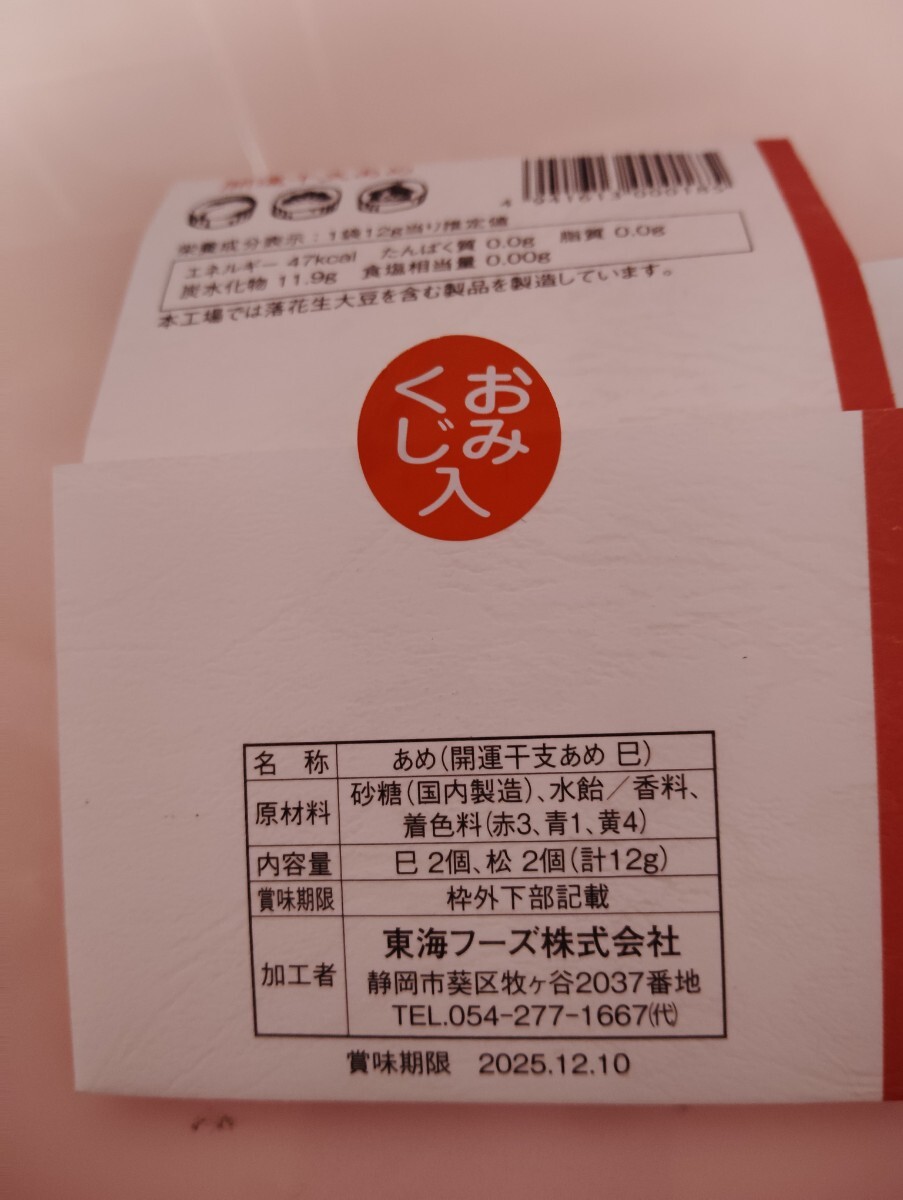 開運干支あめ
栄養成分表示：1袋12g当り推定値
エネルギー 47kcal たんぱく質 0.0g 脂質 0.0g
炭水化物 11.9g 食塩相当量 0.00g
本工場では落花生大豆を含む製品を製造しています。
おみ
くじ
入
名 称 あめ(開運干支あめ 巳)
原材料 砂糖(国内製造)、水飴／香料、
着色料(赤3、青1、黄4)
内容量 巳 2個、松 2個(計12g)
賞味期限 枠外下部記載
加工者 東海フーズ株式会社
静岡市葵区牧ヶ谷2037番地
TEL.054-277-1667㈹
賞味期限 2025.12.10